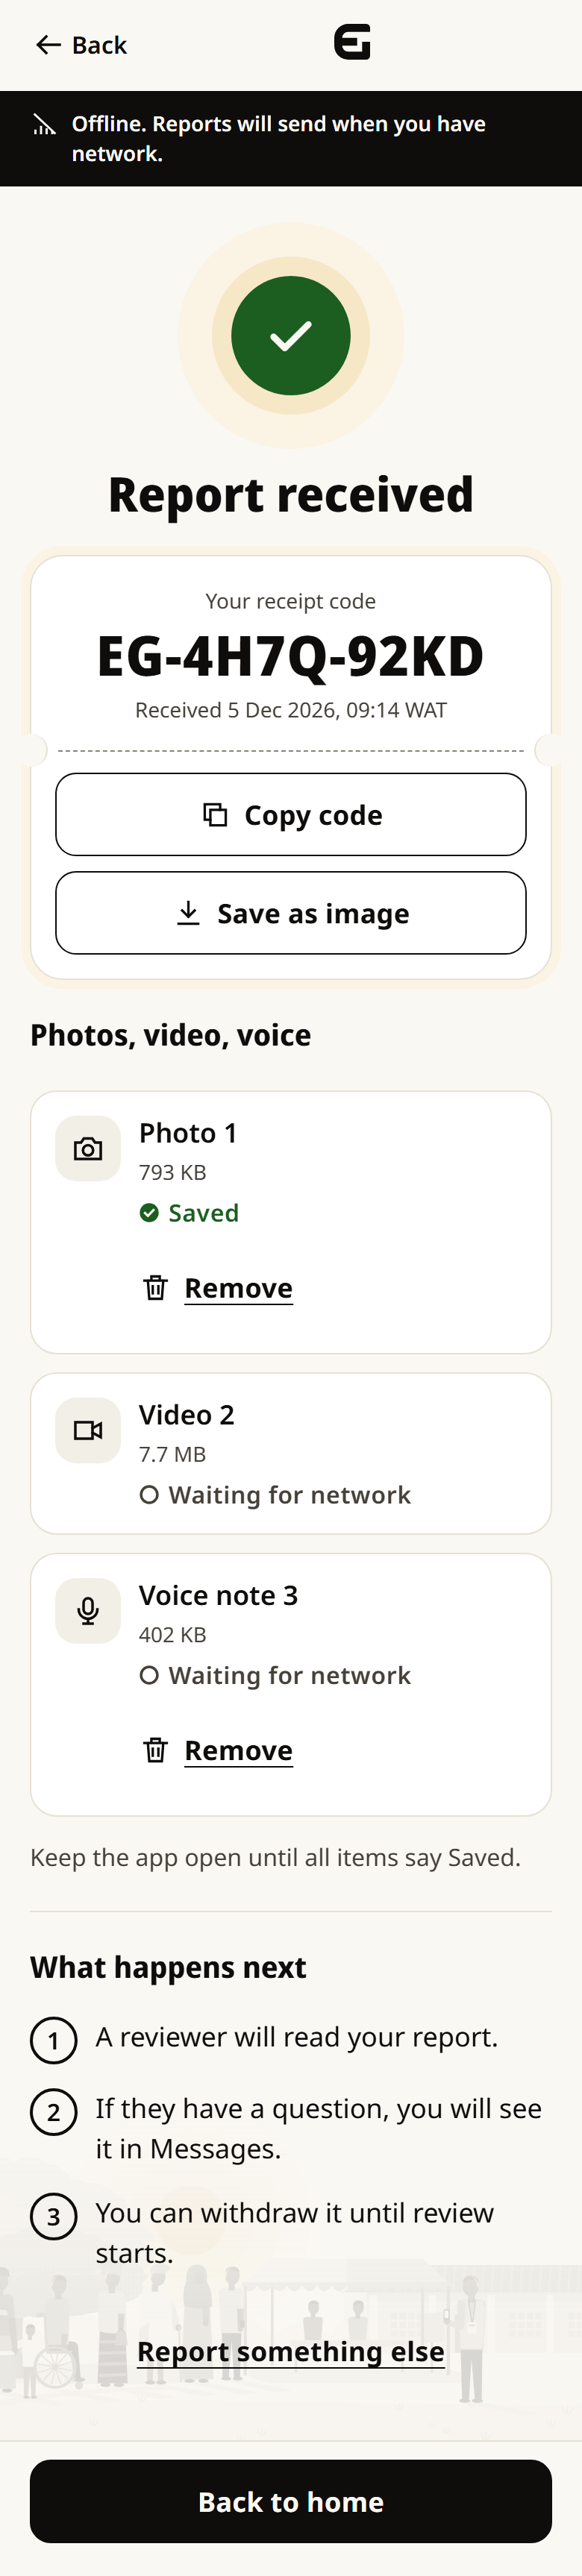 Back
Offline. Reports will send when you have
network.
Report received
Your receipt code
EG-4H7Q-92KD
Received 5 Dec 2026, 09:14 WAT
Copy code
Save as image
Photos, video, voice
Photo 1
793 KB
Saved
Remove
Video 2
7.7 MB
Waiting for network
Voice note 3
402 KB
Waiting for network
Remove
Keep the app open until all items say Saved.
What happens next
1 A reviewer will read your report.
2 If they have a question, you will see
it in Messages.
3 You can withdraw it until review
starts.
Report something else
Back to home